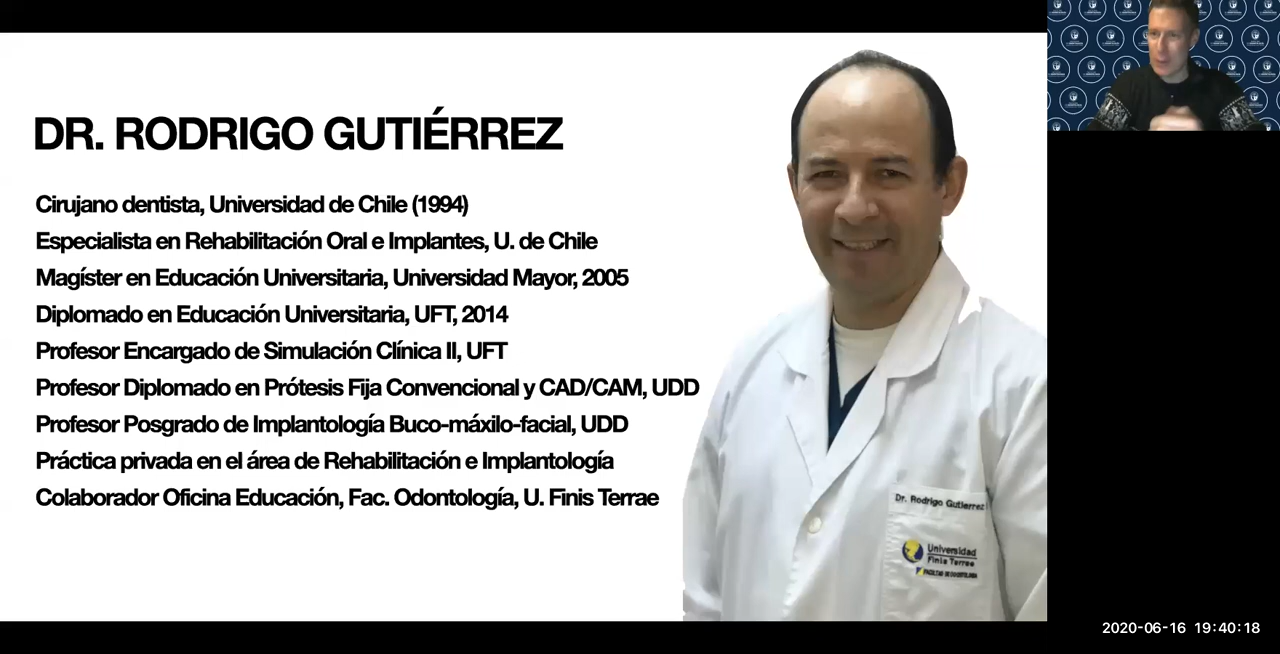 DR. RODRIGO GUTIÉRREZ
Cirujano dentista, Universidad de Chile (1994)
Especialista en Rehabilitación Oral e Implantes, U. de Chile
Magíster en Educación Universitaria, Universidad Mayor, 2005
Diplomado en Educación Universitaria, UFT, 2014
Profesor Encargado de Simulación Clínica II, UFT
Profesor Diplomado en Prótesis Fija Convencional y CAD/CAM, UDD
Profesor Posgrado de Implantología Buco-máxilo-facial, UDD
Práctica privada en el área de Rehabilitación e Implantología
Colaborador Oficina Educación, Fac. Odontología, U. Finis Terrae
Dr. Rodrigo Gutierrez
Universidad
Finis Terrae
FACULTAD DE ODONTOLOGÍA
2020-06-16 19:40:18